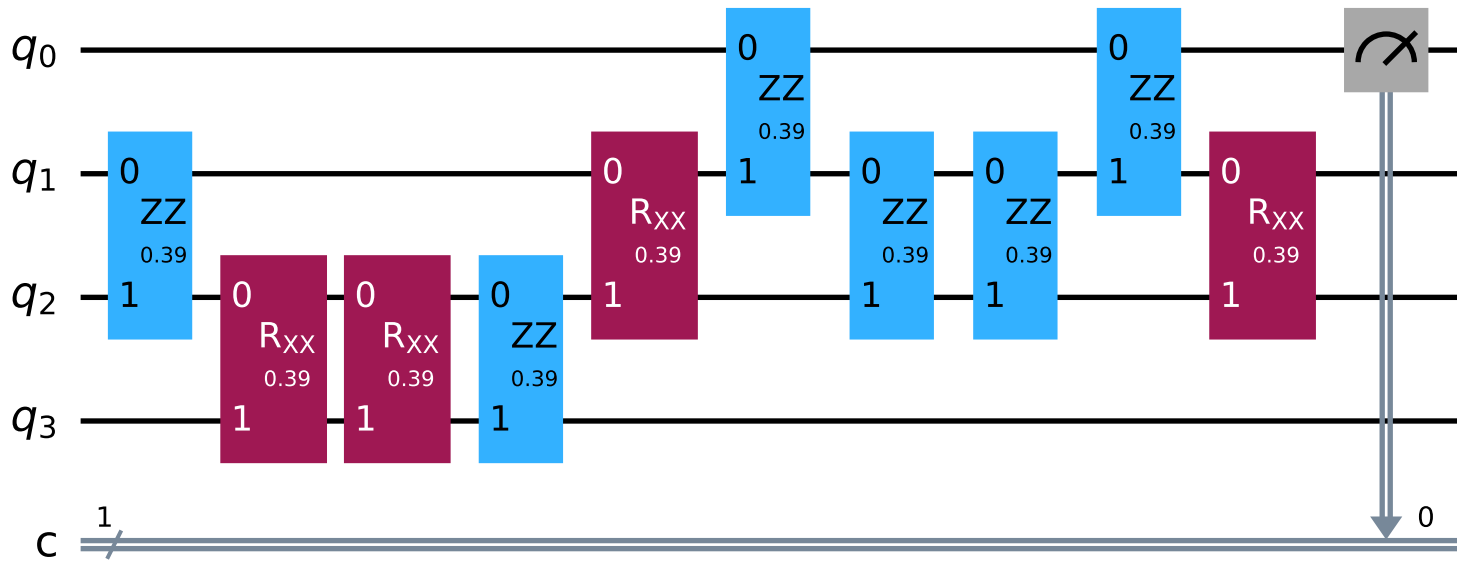 q0 0 0
ZZ ZZ
0.39 0.39
q1 0 0 1 0 0 1 0
ZZ RXX ZZ ZZ RXX
0.39 0.39 0.39 0.39 0.39
q2 1 0 0 0 1 1 1 1
RXX RXX ZZ
0.39 0.39 0.39
q3 1 1 1
1 0
c